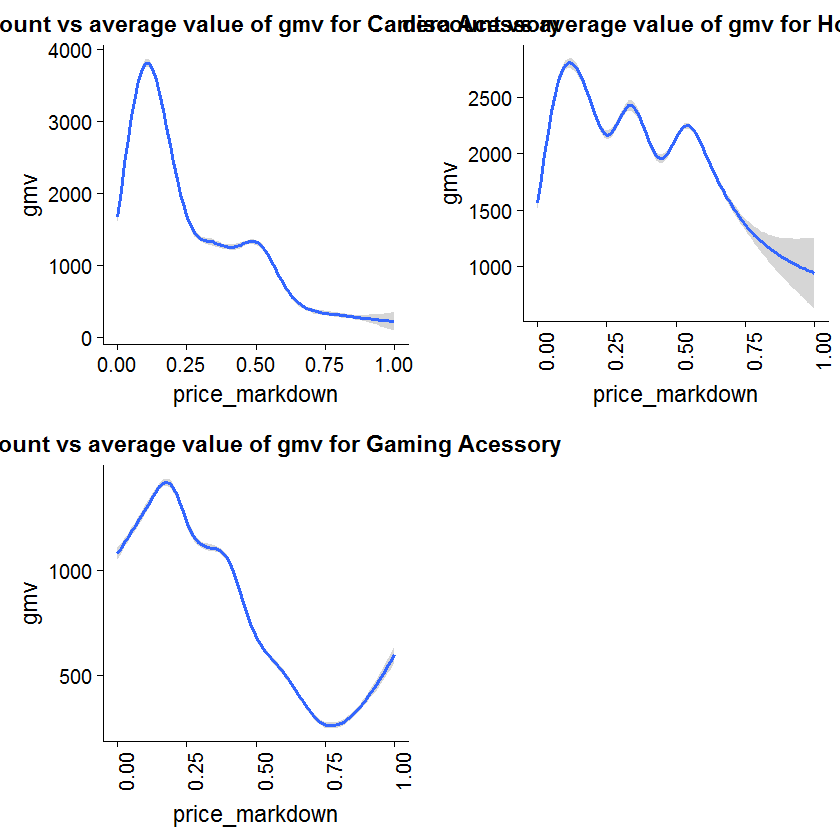 ount vs average value of gmv for Camera Acessory
discount vs average value of gmv for Ho
4000
3000
2000
1000
0
gmv
0.00 0.25 0.50 0.75 1.00
price_markdown
2500
2000
1500
1000
gmv
0.00 0.25 0.50 0.75 1.00
price_markdown
ount vs average value of gmv for Gaming Acessory
1000
500
gmv
0.00 0.25 0.50 0.75 1.00
price_markdown